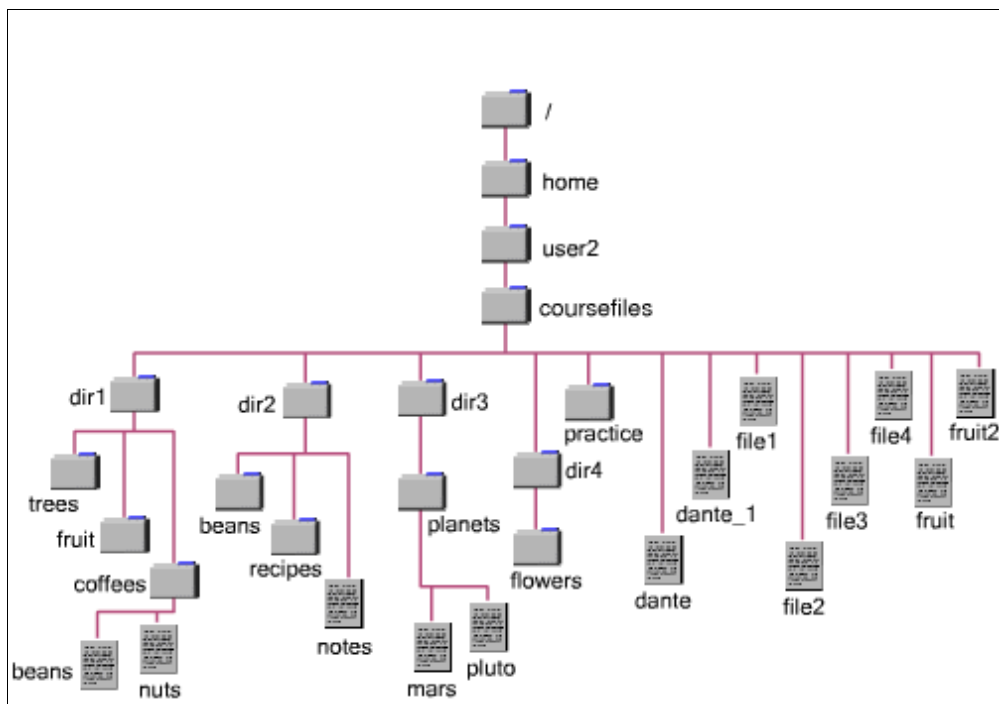 /
home
user2
coursefiles
dir1
dir2
dir3
practice
file1
file4
fruit2
trees
fruit
coffees
beans
nuts
beans
recipes
notes
planets
mars
pluto
dir4
flowers
dante_1
dante
file3
fruit
file2